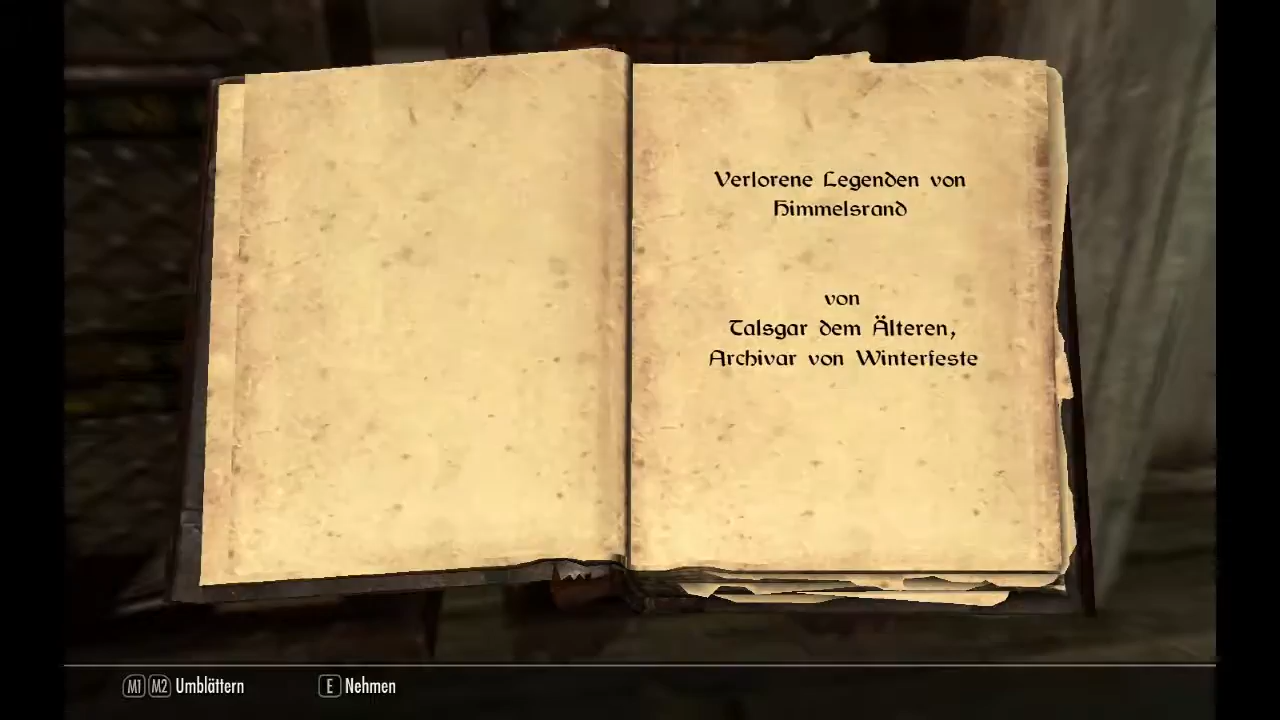 Verlorene Legenden von
Himmelsrand
von
Talsgar dem Älteren,
Archivar von Winterfeste
M1 M2 Umblättern E Nehmen